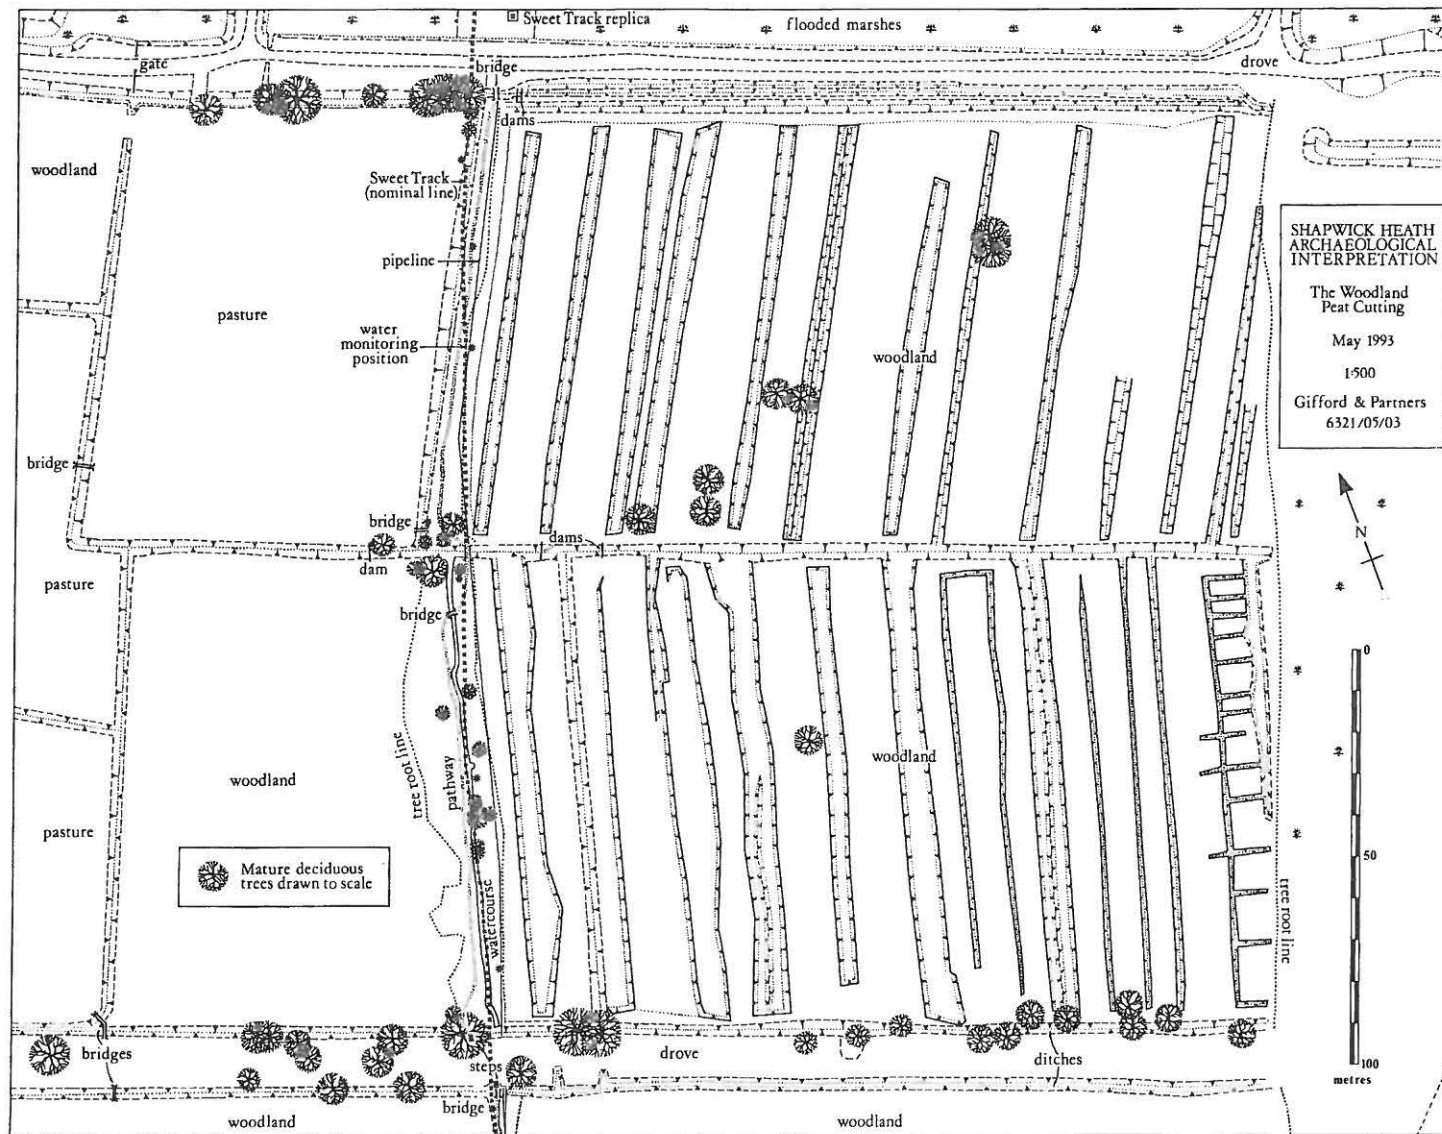 Sweet Track replica
flooded marshes
gate
bridge
drove
dams
woodland
Sweet Track
(nominal line)
pipeline
pasture
water
monitoring
position
woodland
SHAPWICK HEATH
ARCHAEOLOGICAL
INTERPRETATION
The Woodland
Peat Cutting
May 1993
1:500
Gifford & Partners
6321/05/03
bridge
bridge
dams
dam
N
pasture
bridge
0
tree root line
pathway
woodland
woodland
pasture
Mature deciduous
trees drawn to scale
50
watercourse
tree root line
bridges
steps
drove
ditches
100
metres
bridge
woodland
woodland